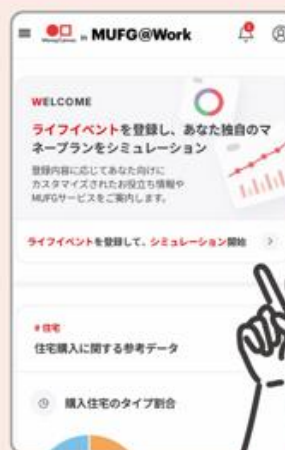 in MUFG@Work
WELCOME
ライフイベントを登録し、あなた独自のマ
ネープランをシミュレーション
登録内容に応じてあなた向けに
カスタマイズされたお役立ち情報や
MUFGサービスをご案内します。
ライフイベントを登録して、シミュレーション開始
#住宅
住宅購入に関する参考データ
購入住宅のタイプ割合